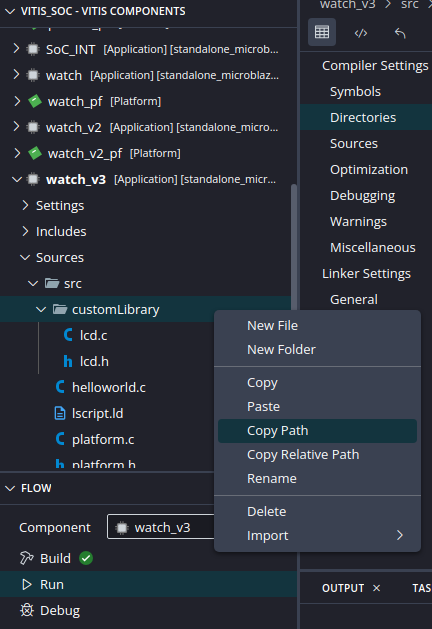 VITIS_SOC - VITIS COMPONENTS
SoC_INT [Application] [standalone_microb...
watch [Application] [standalone_microblaz...
watch_pf [Platform]
watch_v2 [Application] [standalone_micro...
watch_v2_pf [Platform]
watch_v3 [Application] [standalone_micr...
Settings
Includes
Sources
src
customLibrary
lcd.c
lcd.h
helloworld.c
lscript.ld
platform.c
platform.h
FLOW
Component watch_v3
Build
Run
Debug
watch_v3 > src >
Compiler Settings
Symbols
Directories
Sources
Optimization
Debugging
Warnings
Miscellaneous
Linker Settings
General
New File
New Folder
Copy
Paste
Copy Path
Copy Relative Path
Rename
Delete
Import
OUTPUT × TAS